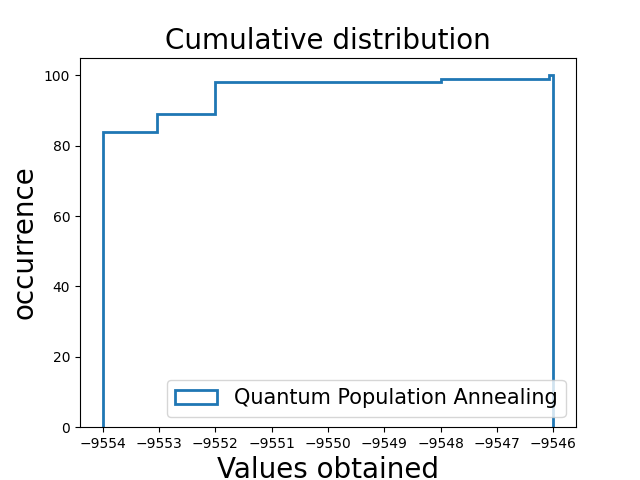 Cumulative distribution
occurrence
100
80
60
40
20
0
Quantum Population Annealing
−9554 −9553 −9552 −9551 −9550 −9549 −9548 −9547 −9546
Values obtained